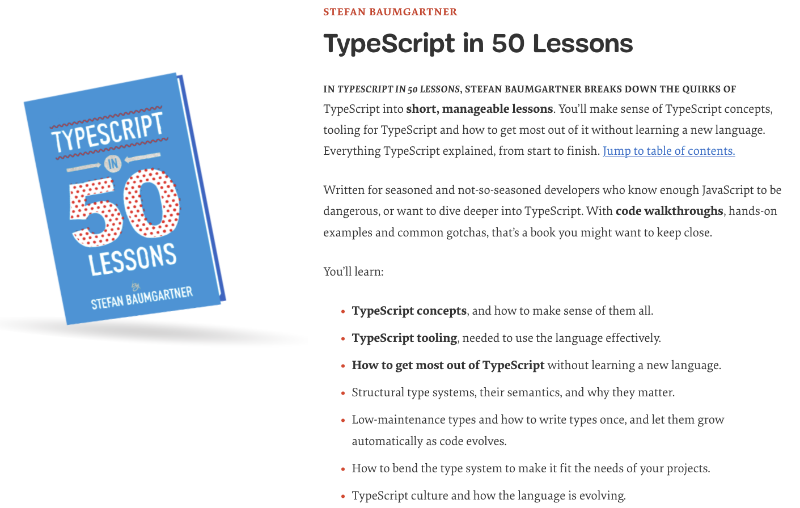 TYPESCRIPT
IN
50
LESSONS
By
STEFAN BAUMGARTNER
STEFAN BAUMGARTNER
TypeScript in 50 Lessons
IN TYPESCRIPT IN 50 LESSONS, STEFAN BAUMGARTNER BREAKS DOWN THE QUIRKS OF
TypeScript into short, manageable lessons. You'll make sense of TypeScript concepts,
tooling for TypeScript and how to get most out of it without learning a new language.
Everything TypeScript explained, from start to finish. Jump to table of contents.
Written for seasoned and not-so-seasoned developers who know enough JavaScript to be
dangerous, or want to dive deeper into TypeScript. With code walkthroughs, hands-on
examples and common gotchas, that's a book you might want to keep close.
You'll learn:
• TypeScript concepts, and how to make sense of them all.
• TypeScript tooling, needed to use the language effectively.
• How to get most out of TypeScript without learning a new language.
• Structural type systems, their semantics, and why they matter.
• Low-maintenance types and how to write types once, and let them grow
automatically as code evolves.
• How to bend the type system to make it fit the needs of your projects.
• TypeScript culture and how the language is evolving.